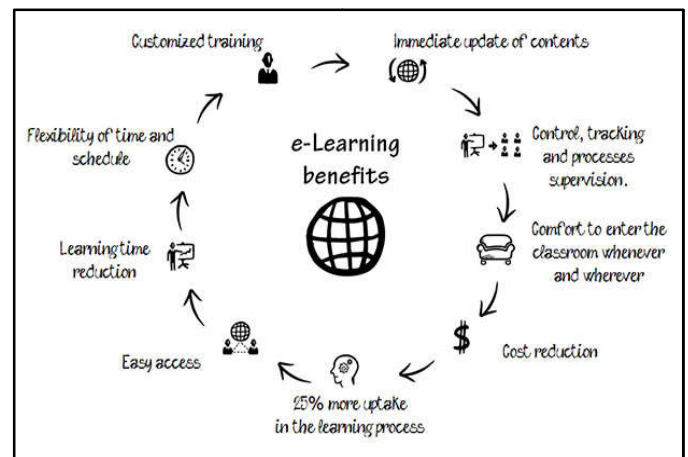 Customized training
Immediate update of contents
Control, tracking
and processes
supervision.
Comfort to enter the
classroom whenever
and wherever
$
Cost reduction
25% more uptake
in the learning process
Easy access
Learning time
reduction
Flexibility of time and
schedule
e-Learning
benefits